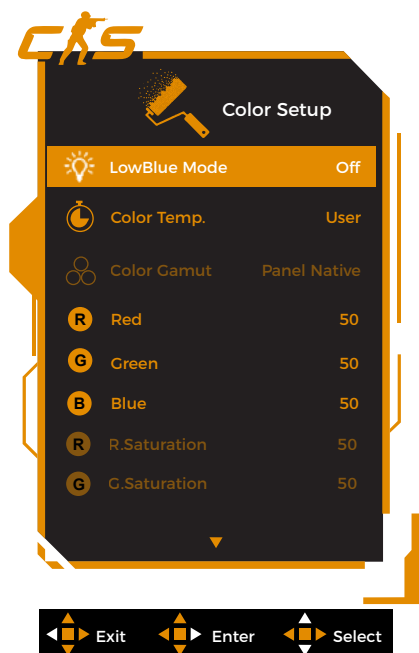 CS
Color Setup
LowBlue Mode Off
Color Temp. User
Color Gamut Panel Native
R Red 50
G Green 50
B Blue 50
R R.Saturation 50
G G.Saturation 50
Exit Enter Select